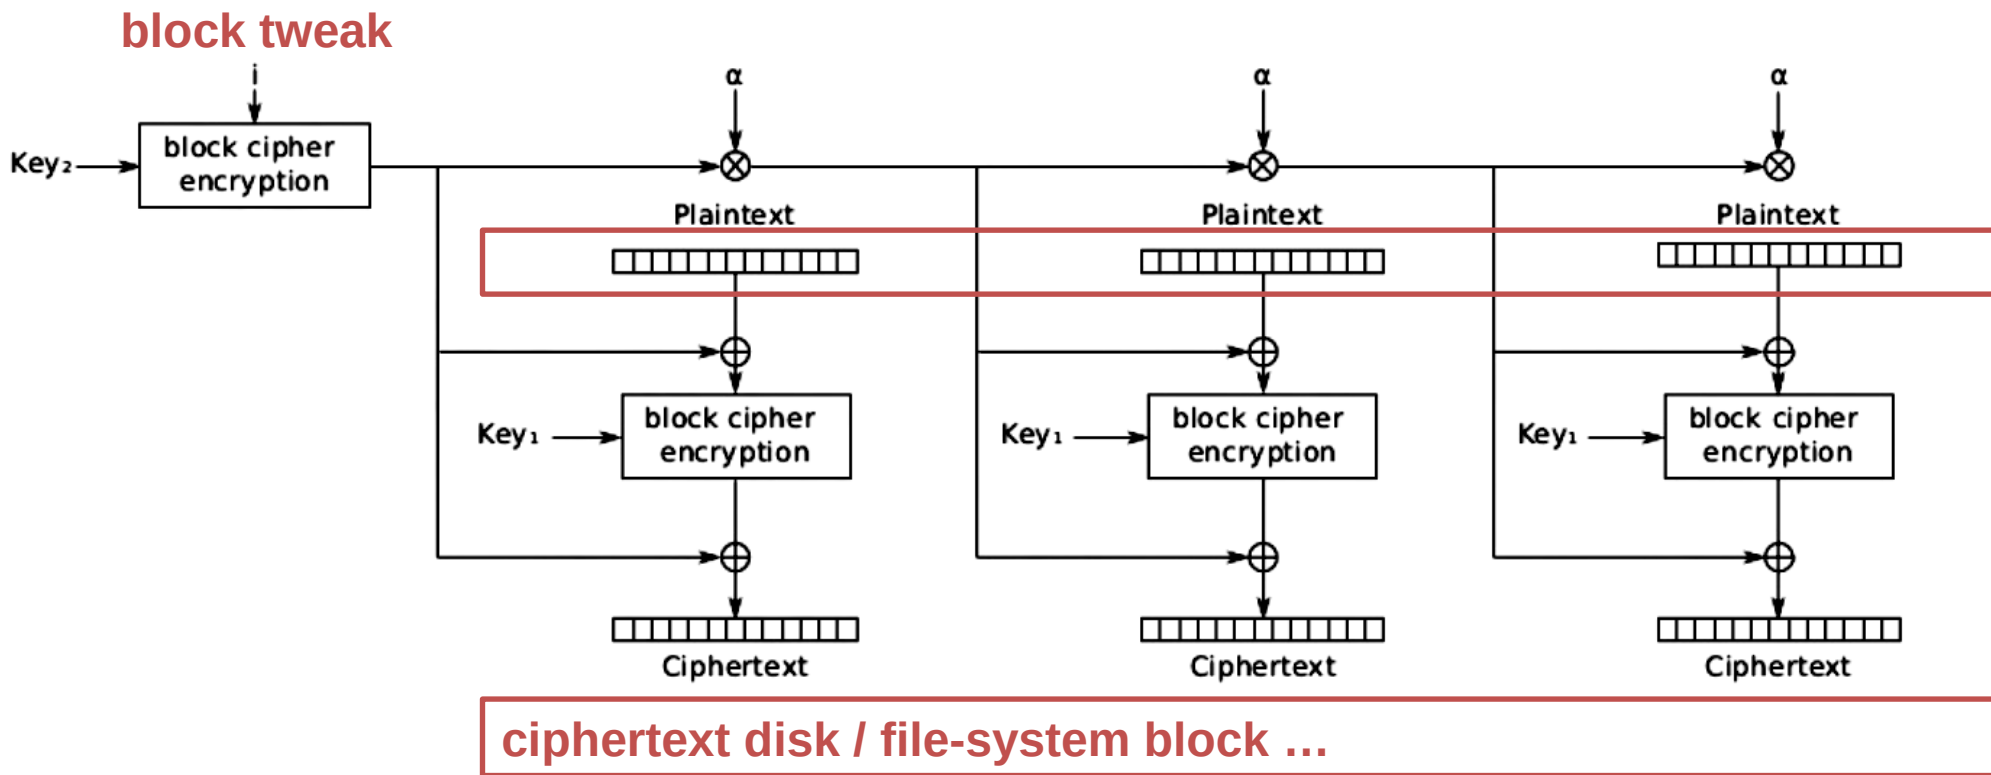 block tweak
i
α
α
α
Key₂
block cipher
encryption
Plaintext
Plaintext
Plaintext
Key₁
block cipher
encryption
Key₁
block cipher
encryption
Key₁
block cipher
encryption
Ciphertext
Ciphertext
Ciphertext
ciphertext disk / file-system block ...